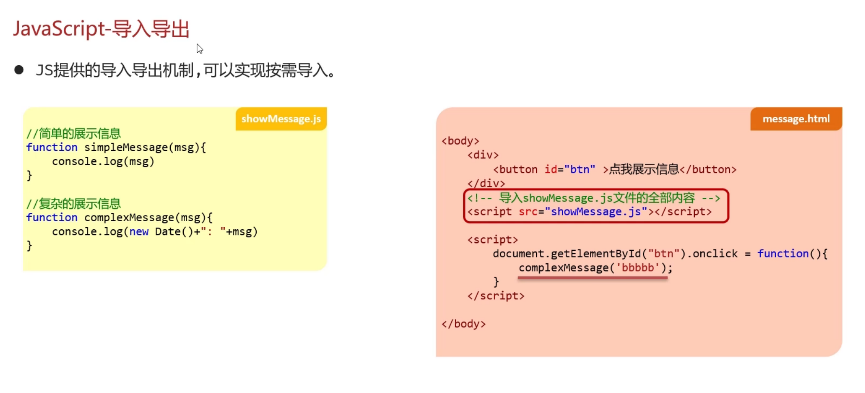 JavaScript-导入导出
● JS提供的导入导出机制,可以实现按需导入。
showMessage.js
//简单的展示信息
function simpleMessage(msg){
console.log(msg)
}
//复杂的展示信息
function complexMessage(msg){
console.log(new Date()+": "+msg)
}
message.html
<body>
<div>
<button id="btn" >点我展示信息</button>
</div>
<!-- 导入showMessage.js文件的全部内容 -->
<script src="showMessage.js"></script>
<script>
document.getElementById("btn").onclick = function(){
complexMessage('bbbbb');
}
</script>
</body>